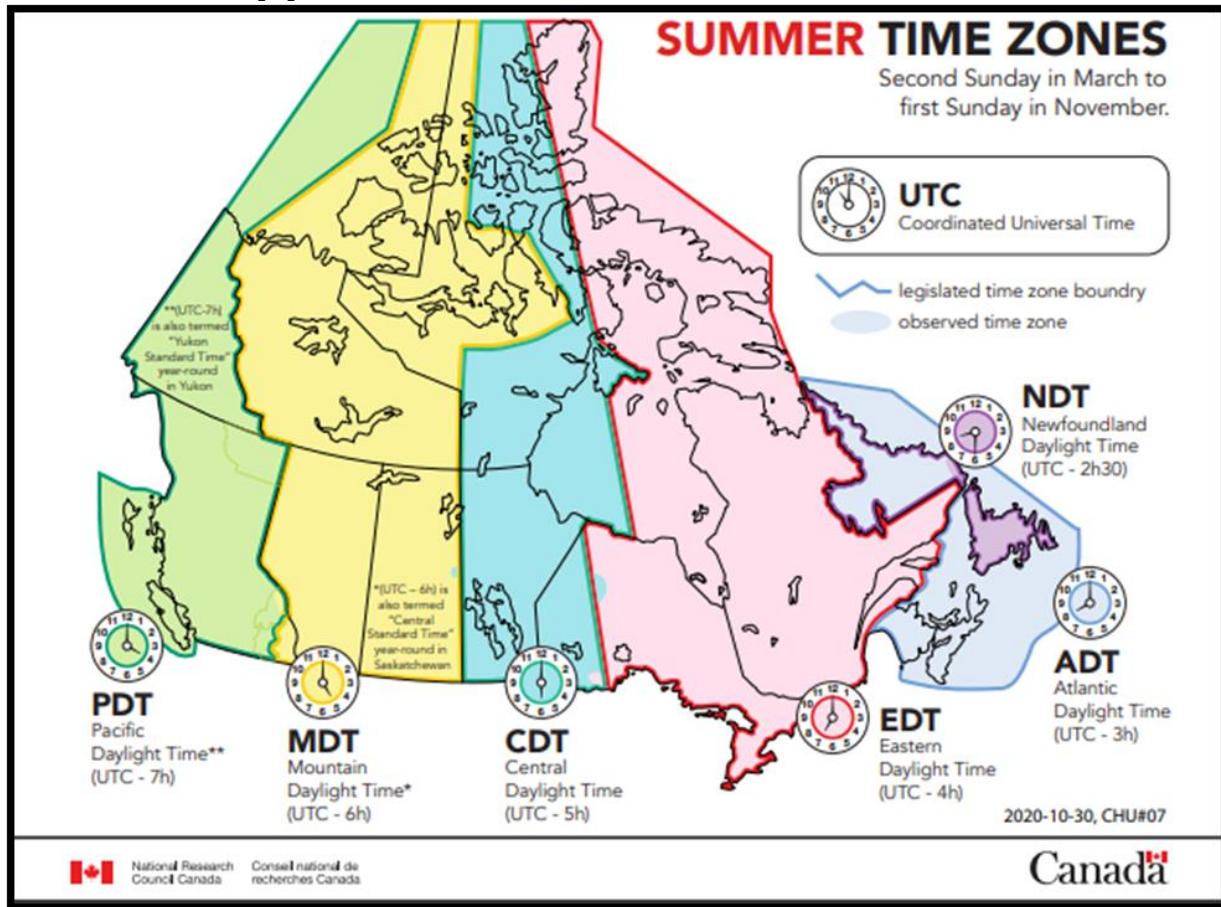 SUMMER TIME ZONES
Second Sunday in March to
first Sunday in November.
UTC
Coordinated Universal Time
legislated time zone boundry
observed time zone
**(UTC-7h)
is also termed
"Yukon
Standard Time"
year-round
in Yukon
NDT
Newfoundland
Daylight Time
(UTC - 2h30)
*(UTC – 6h) is
also termed
"Central
Standard Time"
year-round in
Saskatchewan
PDT
Pacific
Daylight Time**
(UTC - 7h)
MDT
Mountain
Daylight Time*
(UTC - 6h)
CDT
Central
Daylight Time
(UTC - 5h)
EDT
Eastern
Daylight Time
(UTC - 4h)
ADT
Atlantic
Daylight Time
(UTC - 3h)
2020-10-30, CHU#07
National Research
Council Canada
Conseil national de
recherches Canada
Canada